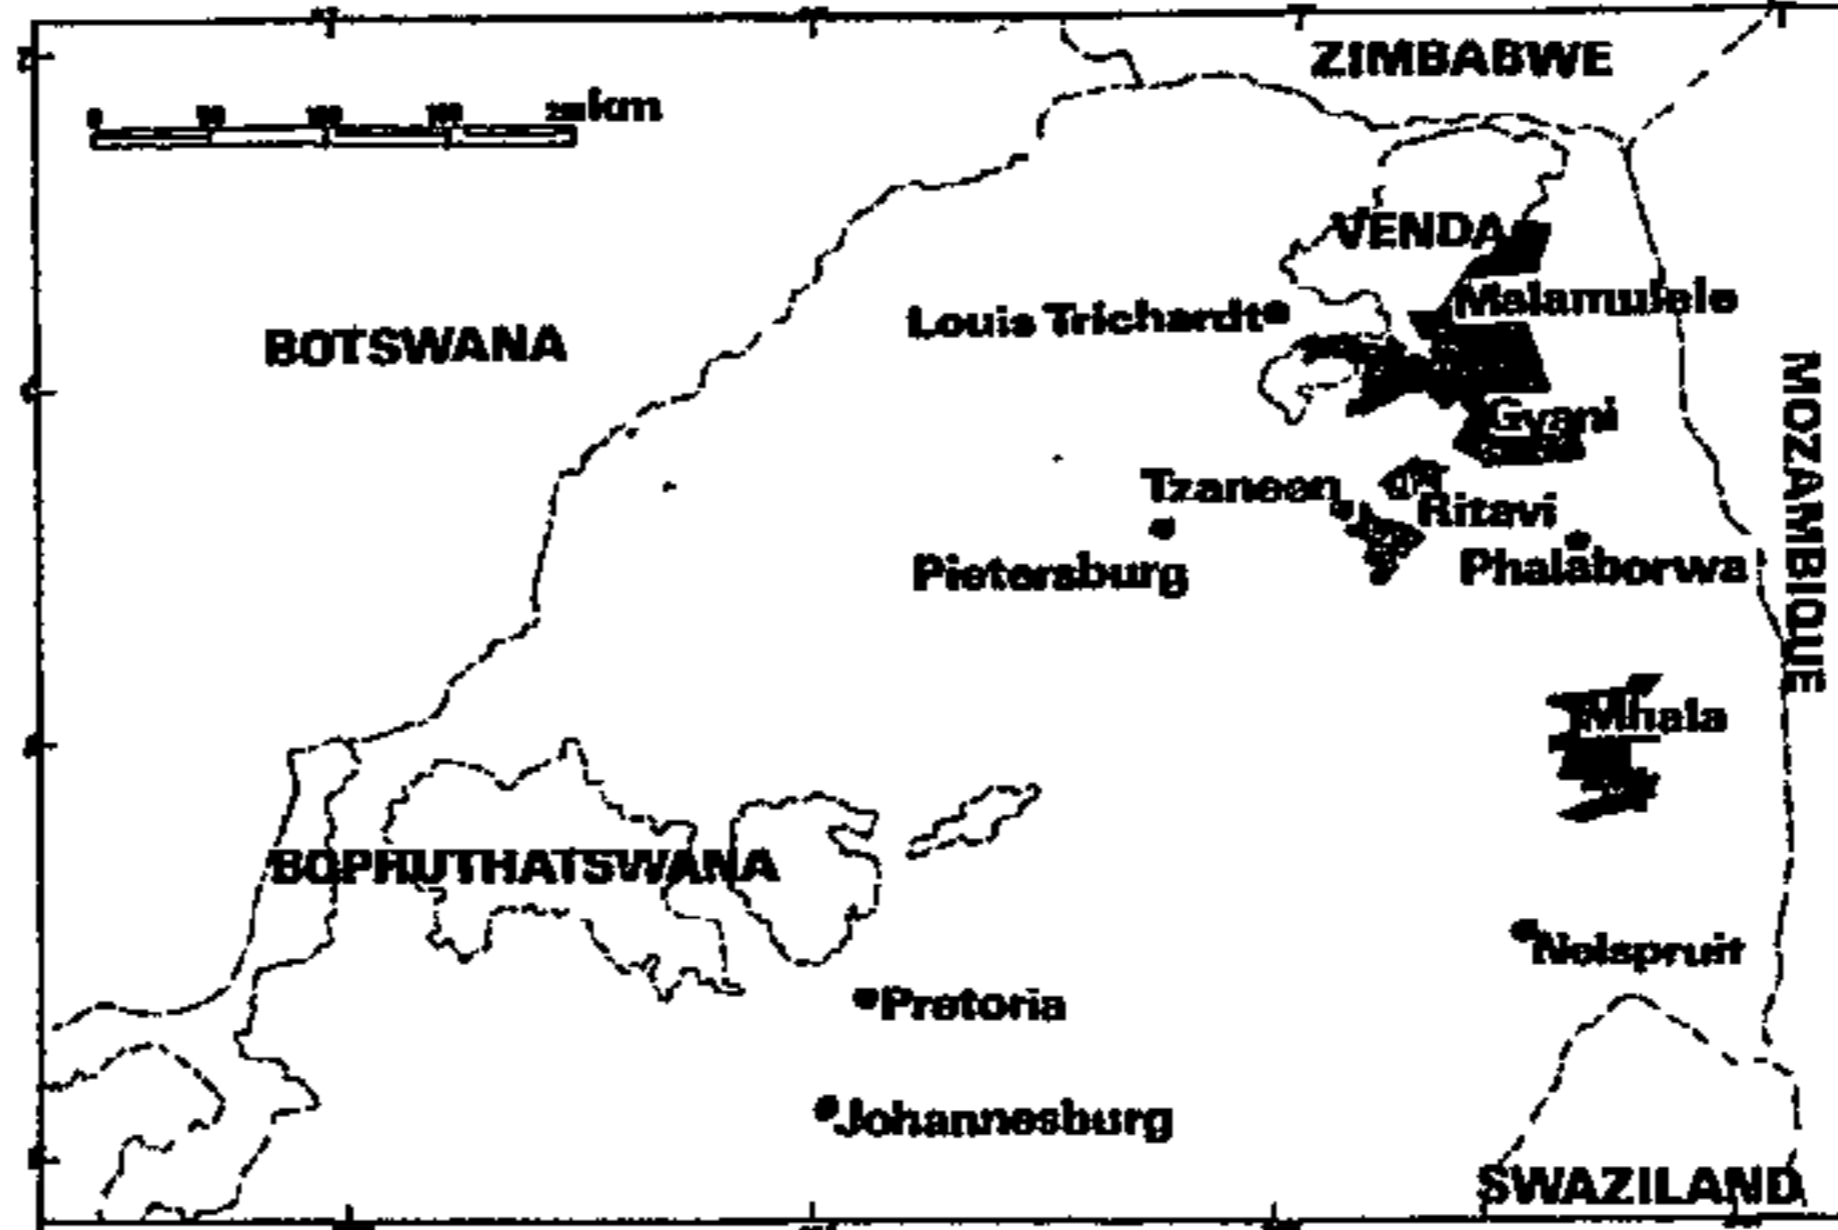 ZIMBABWE
km
VENDA
Malamulele
Louis Trichardt
BOTSWANA
MOZAMBIQUE
Gyani
Tzaneen
Ritavi
Pietersburg
Phalaborwa
Mhala
BOPHUTHATSWANA
Nelspruit
Pretoria
Johannesburg
SWAZILAND